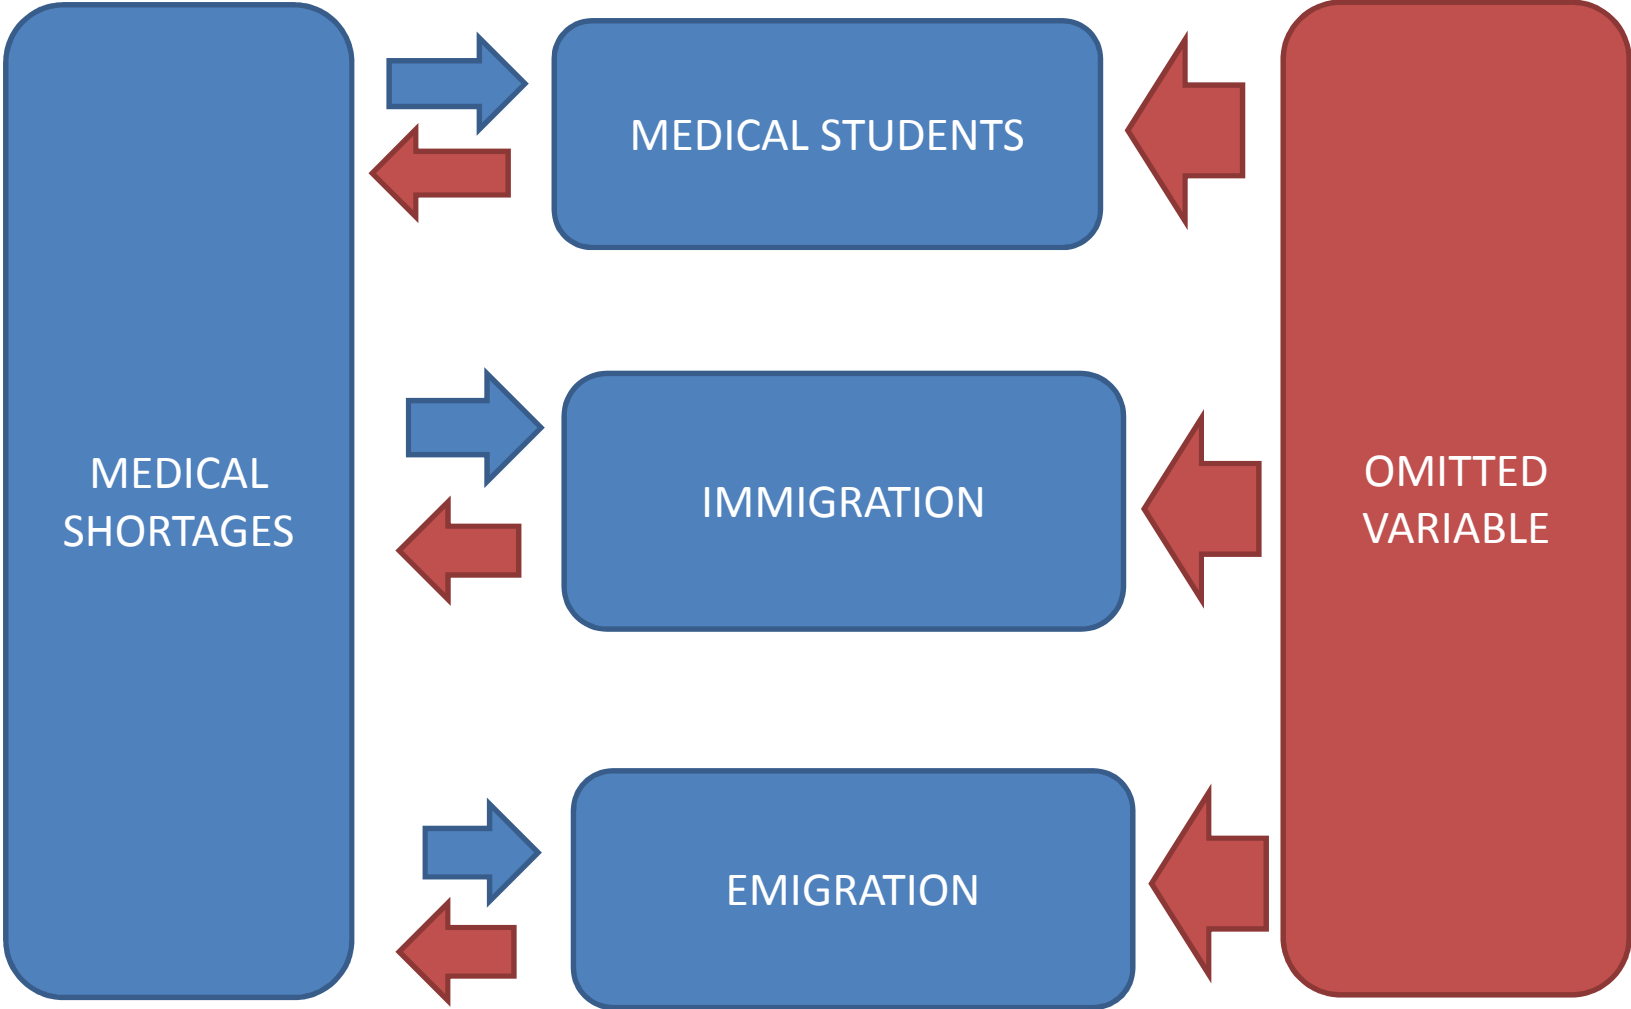 MEDICAL STUDENTS
MEDICAL
SHORTAGES
IMMIGRATION
OMITTED
VARIABLE
EMIGRATION